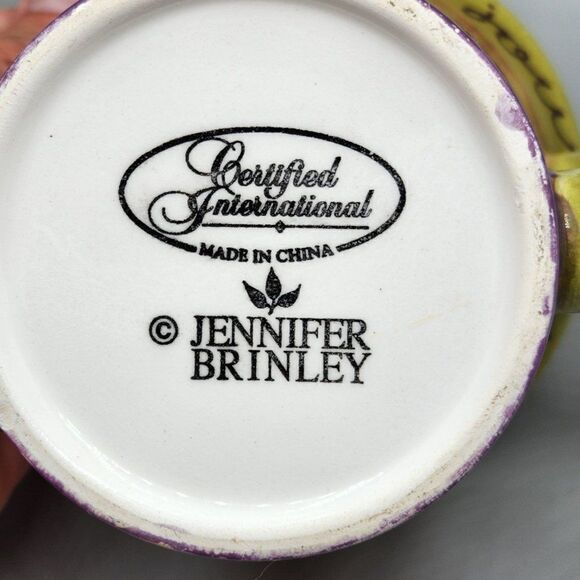 Certified
International
MADE IN CHINA
© JENNIFER
BRINLEY